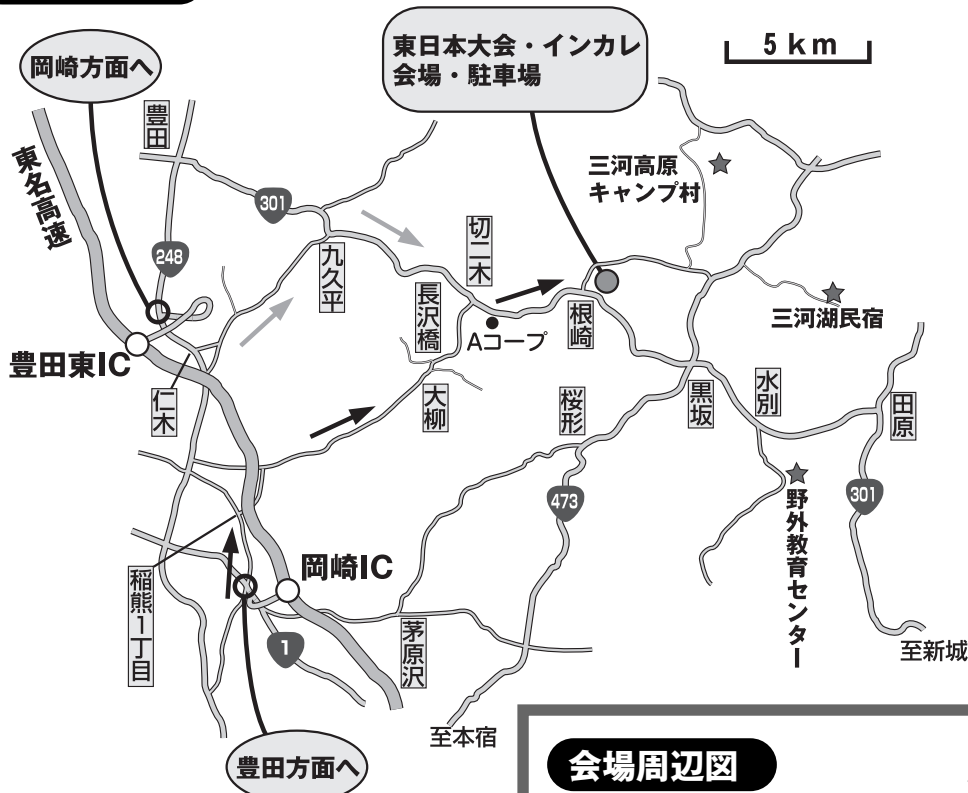 岡崎方面へ
東日本大会・インカレ
会場・駐車場
5 km
豊田
東名高速
301
三河高原
キャンプ村
248
九久平
切二木
長沢橋
根崎
Aコープ
三河湖民宿
豊田東IC
仁木
大柳
桜形
黒坂
水別
田原
473
野外教育センター
301
岡崎IC
稲熊1丁目
1
茅原沢
至新城
至本宿
豊田方面へ
会場周辺図